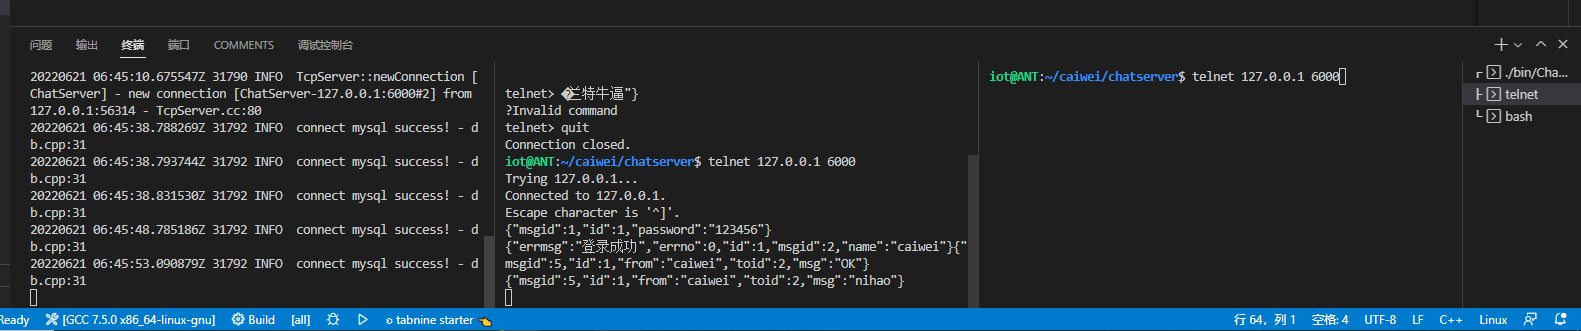 问题 输出 终端 端口 COMMENTS 调试控制台
20220621 06:45:10.675547Z 31790 INFO  TcpServer::newConnection [
ChatServer] - new connection [ChatServer-127.0.0.1:6000#2] from
127.0.0.1:56314 - TcpServer.cc:80
20220621 06:45:38.788269Z 31792 INFO  connect mysql success! - d
b.cpp:31
20220621 06:45:38.793744Z 31792 INFO  connect mysql success! - d
b.cpp:31
20220621 06:45:38.831530Z 31792 INFO  connect mysql success! - d
b.cpp:31
20220621 06:45:48.785186Z 31792 INFO  connect mysql success! - d
b.cpp:31
20220621 06:45:53.090879Z 31792 INFO  connect mysql success! - d
b.cpp:31
telnet> �兰特牛逼"}
?Invalid command
telnet> quit
Connection closed.
iot@ANT:~/caiwei/chatserver$ telnet 127.0.0.1 6000
Trying 127.0.0.1...
Connected to 127.0.0.1.
Escape character is '^]'.
{"msgid":1,"id":1,"password":"123456"}
{"errmsg":"登录成功","errno":0,"id":1,"msgid":2,"name":"caiwei"}{"
msgid":5,"id":1,"from":"caiwei","toid":2,"msg":"OK"}
{"msgid":5,"id":1,"from":"caiwei","toid":2,"msg":"nihao"}
iot@ANT:~/caiwei/chatserver$ telnet 127.0.0.1 6000
./bin/Cha...
telnet
bash
Ready [GCC 7.5.0 x86_64-linux-gnu] Build [all] tabnine starter 行 64，列 1 空格: 4 UTF-8 LF C++ Linux